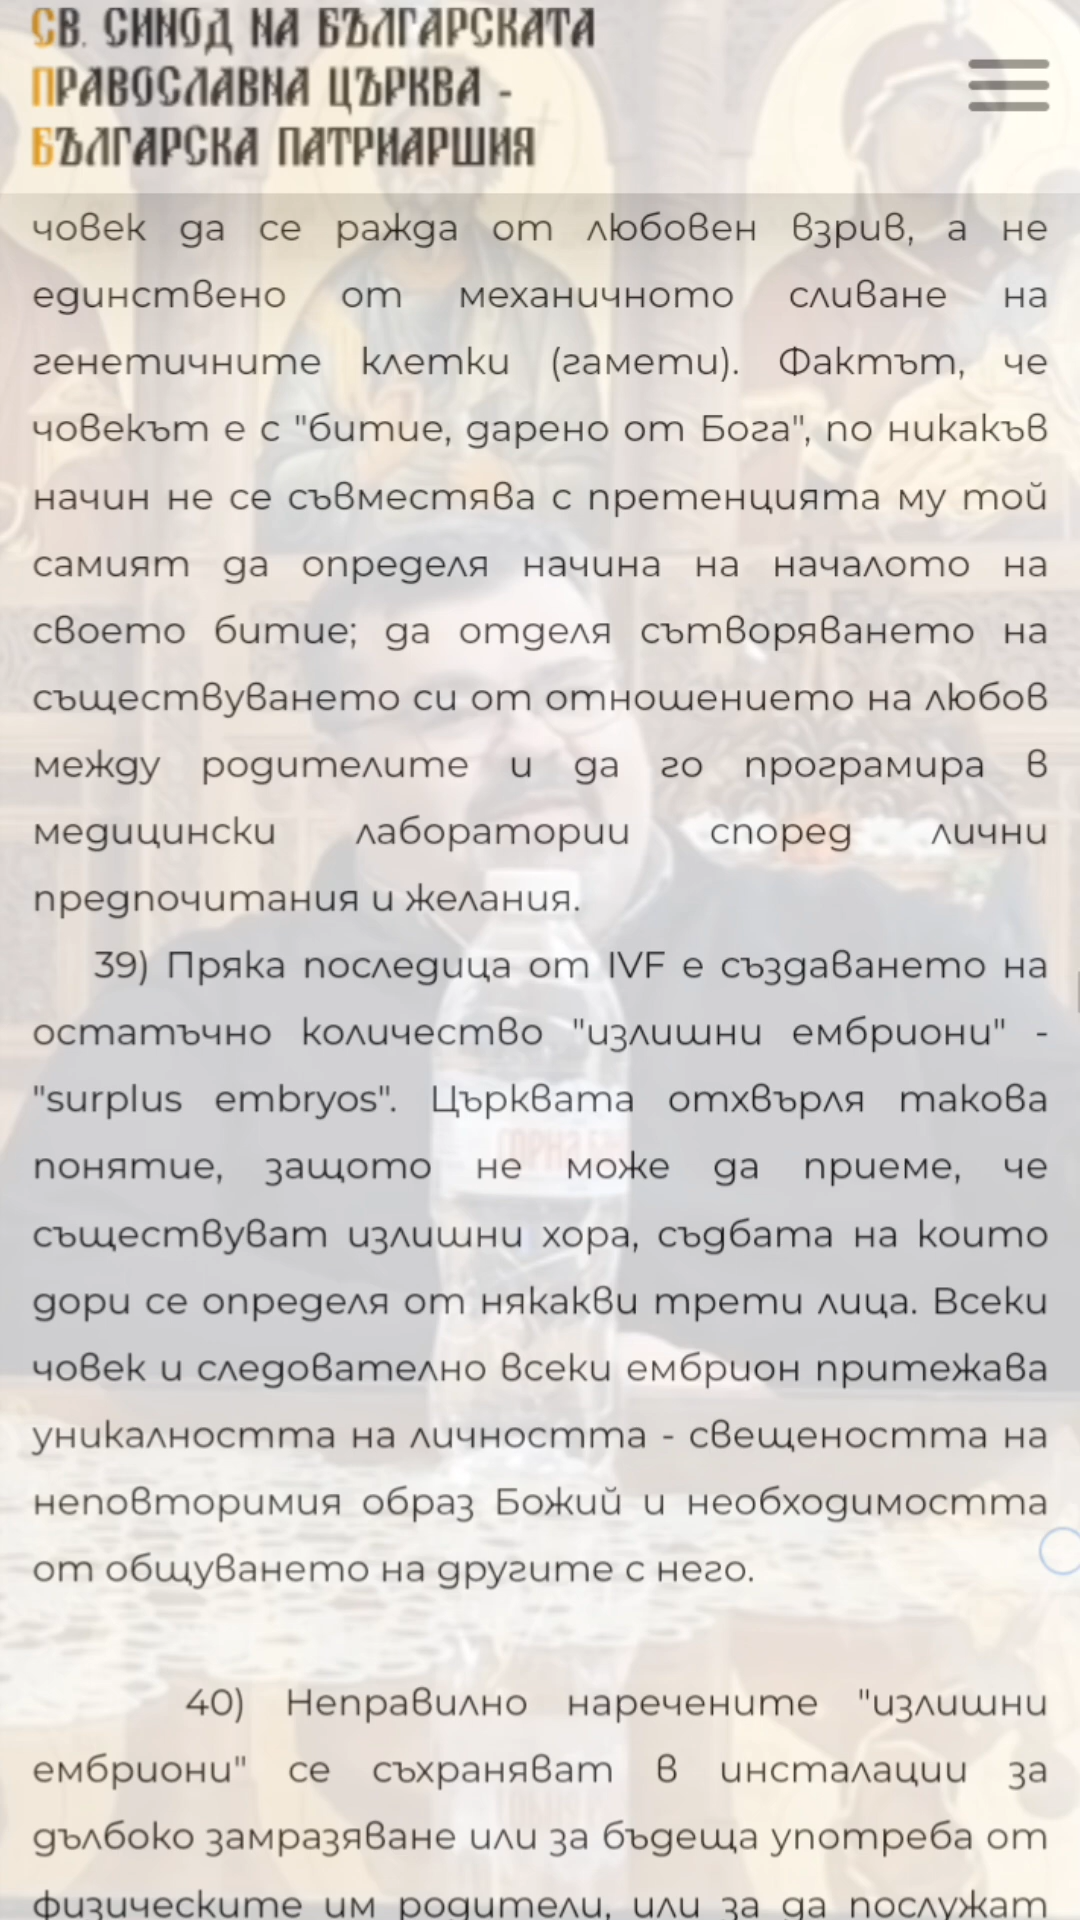 СВ. СИНОД НА БЪЛГАРСКАТА
ПРАВОСЛАВНА ЦЪРКВА -
БЪЛГАРСКА ПАТРИАРШИЯ
човек да се ражда от любовен взрив, а не
единствено от механичното сливане на
генетичните клетки (гамети). Фактът, че
човекът е с "битие, дарено от Бога", по никакъв
начин не се съвместява с претенцията му той
самият да определя начина на началото на
своето битие; да отделя сътворяването на
съществуването си от отношението на любов
между родителите и да го програмира в
медицински лаборатории според лични
предпочитания и желания.
39) Пряка последица от IVF е създаването на
остатъчно количество "излишни ембриони" -
"surplus embryos". Църквата отхвърля такова
понятие, защото не може да приеме, че
съществуват излишни хора, съдбата на които
дори се определя от някакви трети лица. Всеки
човек и следователно всеки ембрион притежава
уникалността на личността - свещеността на
неповторимия образ Божий и необходимостта
от общуването на другите с него.
40) Неправилно наречените "излишни
ембриони" се съхраняват в инсталации за
дълбоко замразяване или за бъдеща употреба от
физическите им родители, или за да послужат